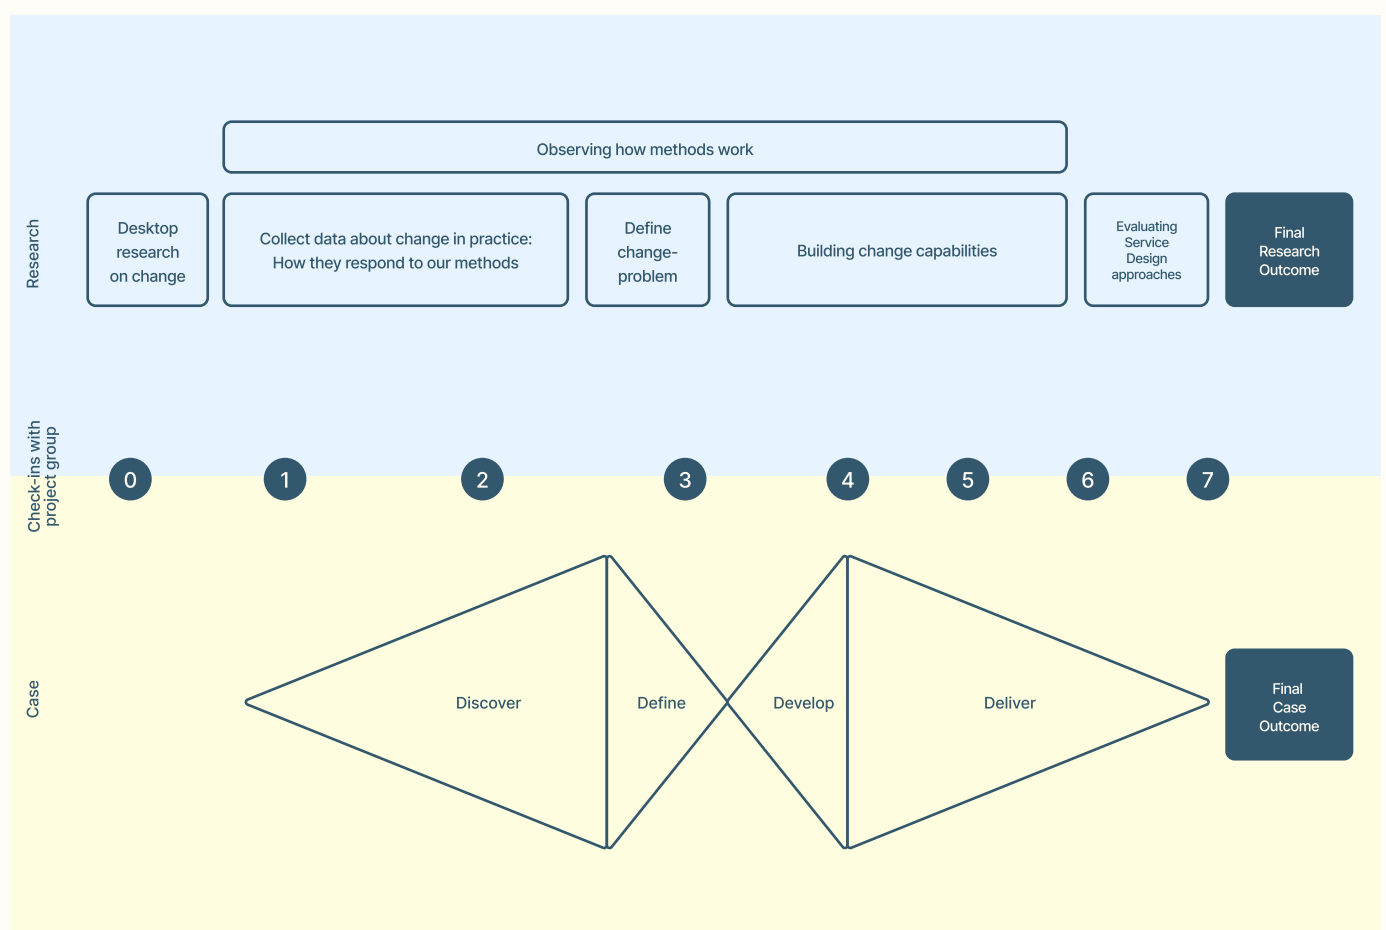 Observing how methods work
Research
Desktop
research
on change
Collect data about change in practice:
How they respond to our methods
Define
change-
problem
Building change capabilities
Evaluating
Service
Design
approaches
Final
Research
Outcome
Check-ins with
project group
0
1
2
3
4
5
6
7
Case
Discover
Define
Develop
Deliver
Final
Case
Outcome